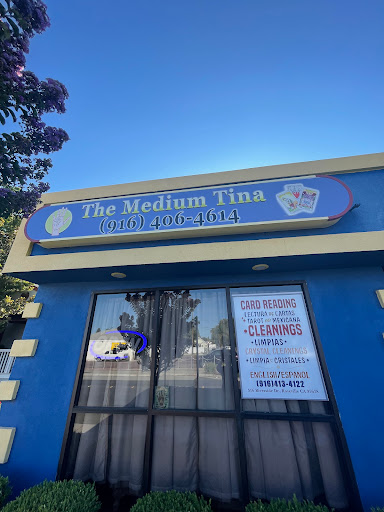 The Medium Tina
(916) 406-4614
CARD READING
LECTURA DE CARTAS
TAROT MEXICANA
•CLEANINGS
•LIMPIAS•
CRYSTAL CLEANINGS
•LIMPIA CRISTALES•
ENGLISH/ESPAÑOL
(916)413-4122